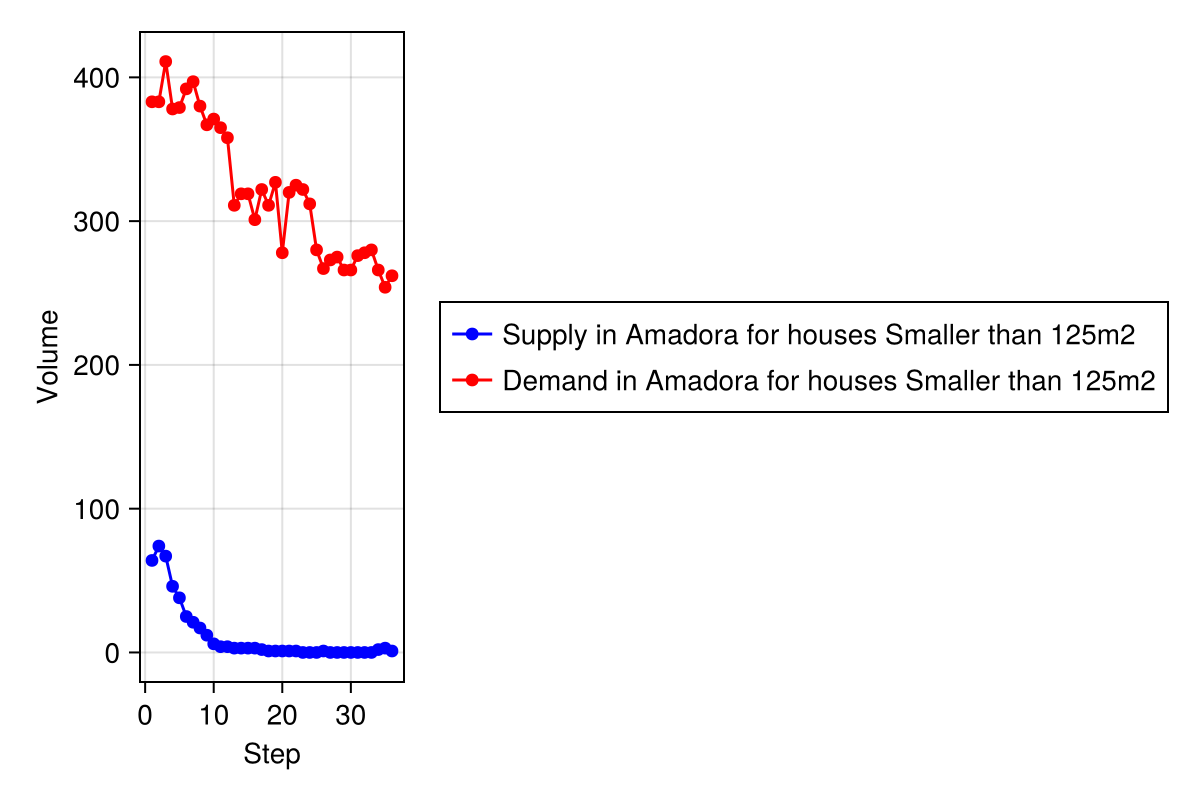 400
300
200
100
0
Volume
0 10 20 30
Step
Supply in Amadora for houses Smaller than 125m2
Demand in Amadora for houses Smaller than 125m2